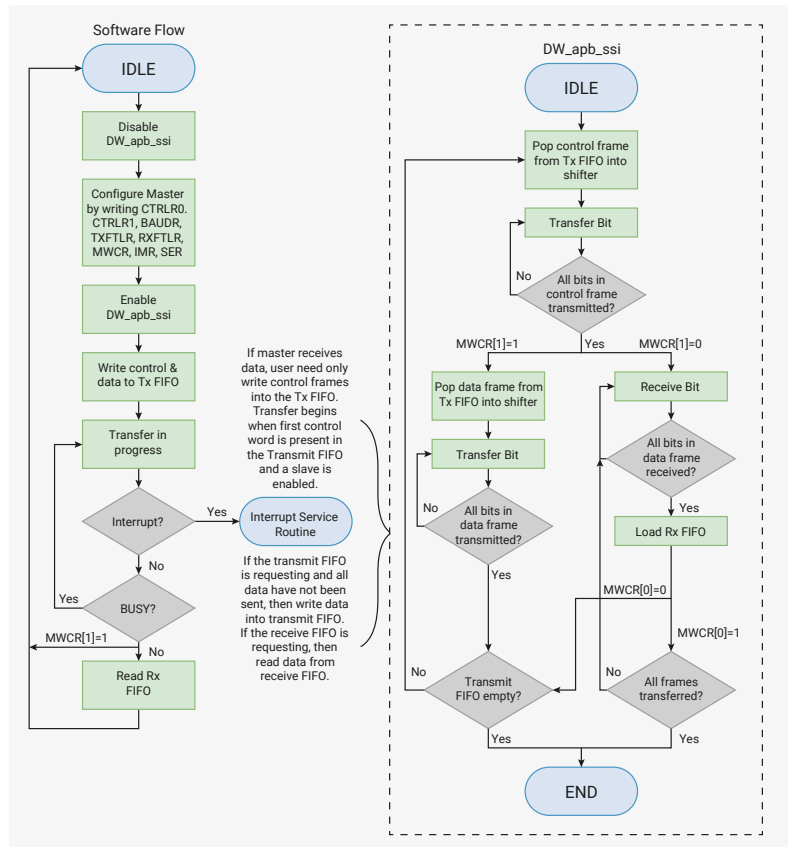 Software Flow
IDLE
Disable
DW_apb_ssi
Configure Master
by writing CTRLR0.
CTRLR1, BAUDR,
TXFTLR, RXFTLR,
MWCR, IMR, SER
Enable
DW_apb_ssi
Write control &
data to Tx FIFO
Transfer in
progress
Interrupt?
Yes
Interrupt Service
Routine
No
BUSY?
Yes
MWCR[1]=1
No
Read Rx
FIFO
If master receives
data, user need only
write control frames
into the Tx FIFO.
Transfer begins
when first control
word is present in
the Transmit FIFO
and a slave is
enabled.
If the transmit FIFO
is requesting and all
data have not been
sent, then write data
into transmit FIFO.
If the receive FIFO is
requesting, then
read data from
receive FIFO.
DW_apb_ssi
IDLE
Pop control frame
from Tx FIFO into
shifter
Transfer Bit
No
All bits in
control frame
transmitted?
MWCR[1]=1
Yes
MWCR[1]=0
Pop data frame from
Tx FIFO into shifter
Transfer Bit
No
All bits in
data frame
transmitted?
Yes
Receive Bit
All bits in
data frame
received?
Yes
Load Rx FIFO
MWCR[0]=0
MWCR[0]=1
No
Transmit
FIFO empty?
Yes
No
All frames
transferred?
Yes
END